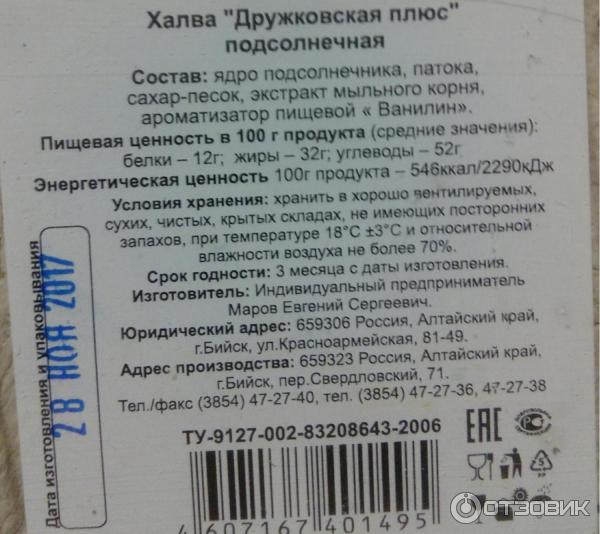 Халва "Дружковская плюс"
подсолнечная
Состав: ядро подсолнечника, патока,
сахар-песок, экстракт мыльного корня,
ароматизатор пищевой « Ванилин».
Пищевая ценность в 100 г продукта (средние значения):
белки – 12г; жиры – 32г; углеводы – 52г
Энергетическая ценность 100г продукта – 546ккал/2290кДж
Условия хранения: хранить в хорошо вентилируемых,
сухих, чистых, крытых складах, не имеющих посторонних
запахов, при температуре 18°С ±3°С и относительной
влажности воздуха не более 70%.
Срок годности: 3 месяца с даты изготовления.
Изготовитель: Индивидуальный предприниматель
Маров Евгений Сергеевич.
Юридический адрес: 659306 Россия, Алтайский край,
г.Бийск, ул.Красноармейская, 81-49.
Адрес производства: 659323 Россия, Алтайский край,
г.Бийск, пер.Свердловский, 71.
Тел./факс (3854) 47-27-40, тел. (3854) 47-27-36, 47-27-38
ТУ-9127-002-83208643-2006
4 607167 401495
Дата изготовления и упаковывания
28 НОЯ 2017
ЕАС
5
ОТЗОВИК